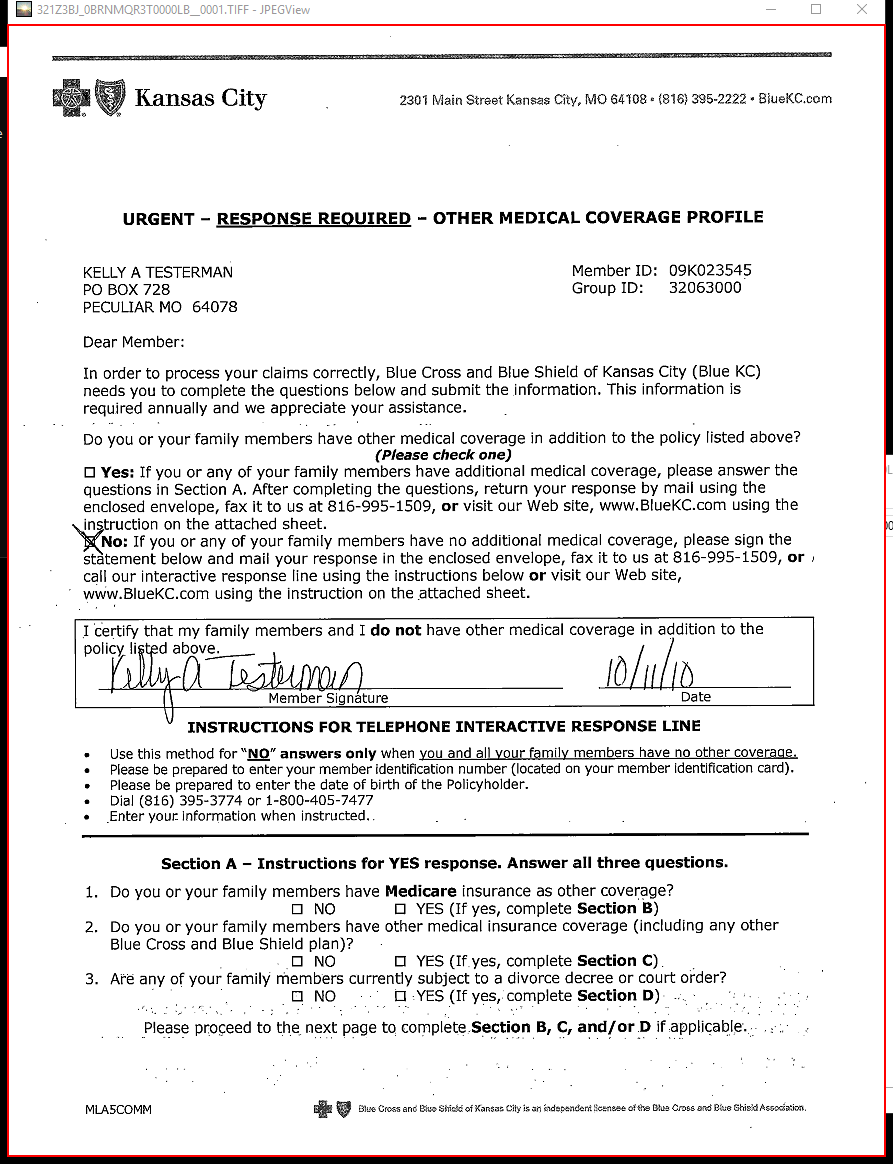 321Z3BJ_0BRNMQR3T0000LB__0001.TIFF - JPEGView
Kansas City
2301 Main Street Kansas City, MO 64108 • (816) 395-2222 • BlueKC.com
URGENT – RESPONSE REQUIRED – OTHER MEDICAL COVERAGE PROFILE
KELLY A TESTERMAN
Member ID: 09K023545
PO BOX 728
Group ID: 32063000
PECULIAR MO 64078
Dear Member:
In order to process your claims correctly, Blue Cross and Blue Shield of Kansas City (Blue KC)
needs you to complete the questions below and submit the information. This information is
required annually and we appreciate your assistance.
Do you or your family members have other medical coverage in addition to the policy listed above?
(Please check one)
☐ Yes: If you or any of your family members have additional medical coverage, please answer the
questions in Section A. After completing the questions, return your response by mail using the
enclosed envelope, fax it to us at 816-995-1509, or visit our Web site, www.BlueKC.com using the
instruction on the attached sheet.
☒ No: If you or any of your family members have no additional medical coverage, please sign the
statement below and mail your response in the enclosed envelope, fax it to us at 816-995-1509, or
call our interactive response line using the instructions below or visit our Web site,
www.BlueKC.com using the instruction on the attached sheet.
I certify that my family members and I do not have other medical coverage in addition to the
policy listed above.
Kelly A Testerman 10/11/10
Member Signature Date
INSTRUCTIONS FOR TELEPHONE INTERACTIVE RESPONSE LINE
• Use this method for "NO" answers only when you and all your family members have no other coverage.
• Please be prepared to enter your member identification number (located on your member identification card).
• Please be prepared to enter the date of birth of the Policyholder.
• Dial (816) 395-3774 or 1-800-405-7477
• Enter your information when instructed.
Section A – Instructions for YES response. Answer all three questions.
1. Do you or your family members have Medicare insurance as other coverage?
☐ NO ☐ YES (If yes, complete Section B)
2. Do you or your family members have other medical insurance coverage (including any other
Blue Cross and Blue Shield plan)?
☐ NO ☐ YES (If yes, complete Section C)
3. Are any of your family members currently subject to a divorce decree or court order?
☐ NO ☐ YES (If yes, complete Section D)
Please proceed to the next page to complete Section B, C, and/or D if applicable.
MLA5COMM
Blue Cross and Blue Shield of Kansas City is an independent licensee of the Blue Cross and Blue Shield Association.